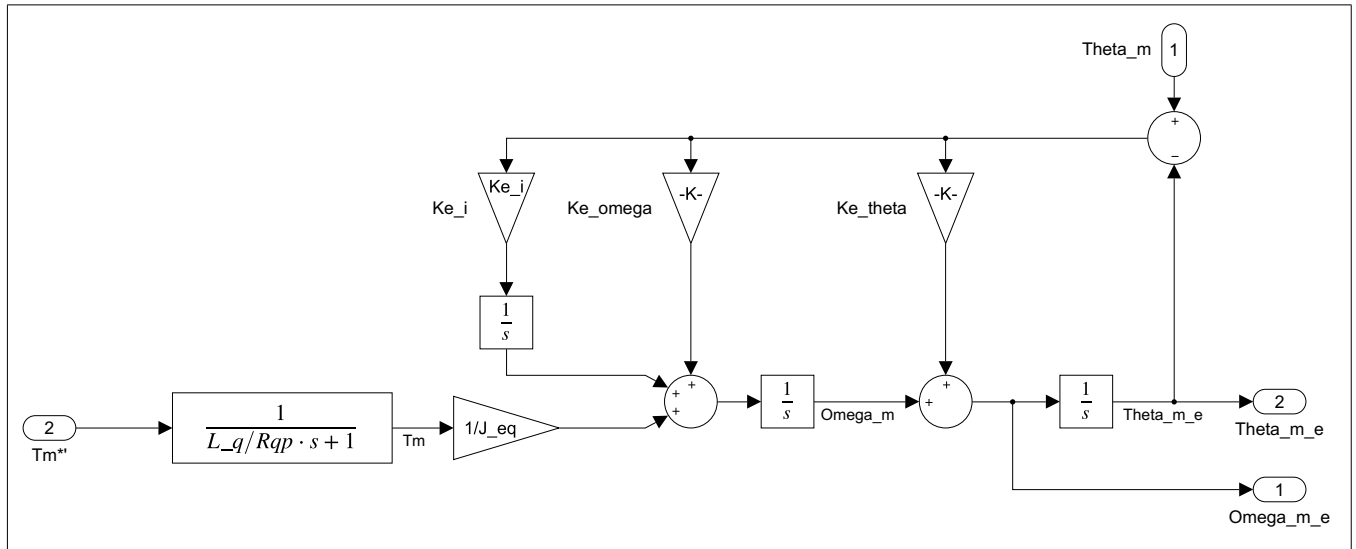 Theta_m
1
+
−
Ke_i
Ke_i
Ke_omega
-K-
Ke_theta
-K-
1
s
2
Tm*'
1
L_q/Rqp · s + 1
Tm
1/J_eq
+
+
+
1
s
Omega_m
+
+
1
s
Theta_m_e
2
Theta_m_e
1
Omega_m_e